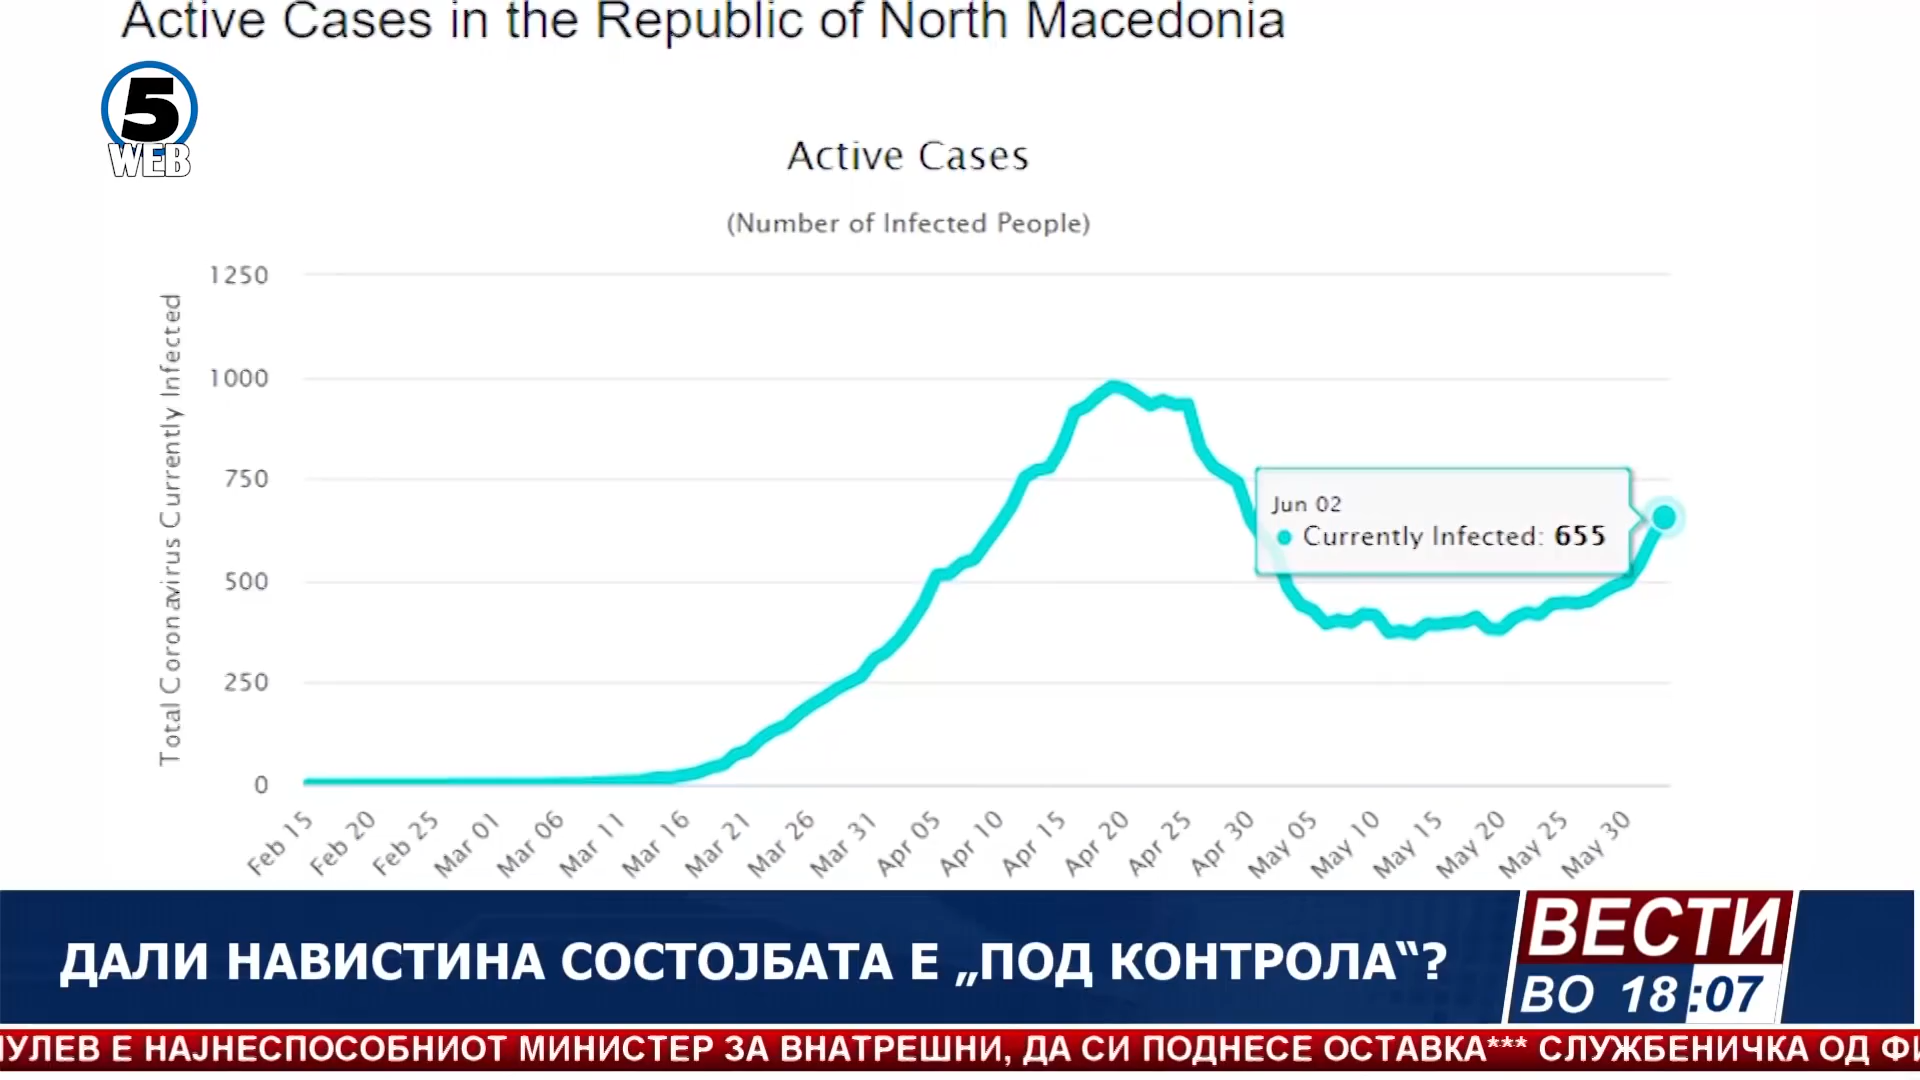 Active Cases in the Republic of North Macedonia
5
WEB
Active Cases
(Number of Infected People)
Total Coronavirus Currently Infected
1250
1000
750
500
250
0
Jun 02
Currently Infected: 655
Feb 15 Feb 20 Feb 25 Mar 01 Mar 06 Mar 11 Mar 16 Mar 21 Mar 26 Mar 31 Apr 05 Apr 10 Apr 15 Apr 20 Apr 25 Apr 30 May 05 May 10 May 15 May 20 May 25 May 30
ДАЛИ НАВИСТИНА СОСТОЈБАТА Е „ПОД КОНТРОЛА“?
ВЕСТИ
ВО 18:07
Е НАЈНЕСПОСОБНИОТ МИНИСТЕР ЗА ВНАТРЕШНИ, ДА СИ ПОДНЕСЕ ОСТАВКА*** СЛУЖБЕНИЧКА ОД